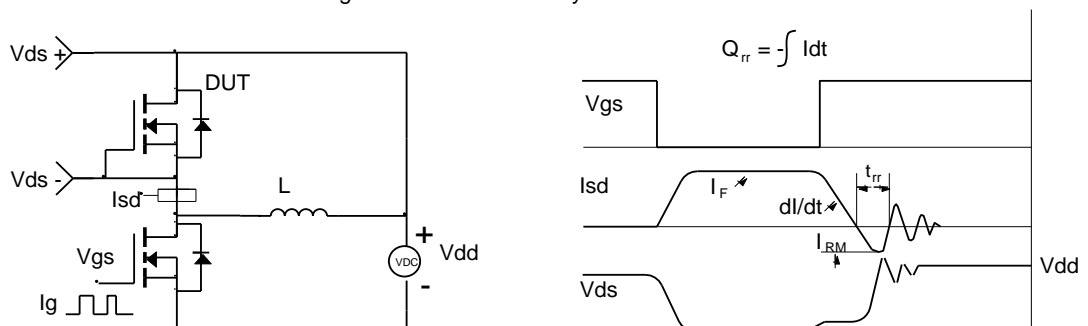 Vds +
DUT
Vds -
Isd
L
Vgs
Ig
+
VDC
-
Vdd
Qrr = -∫ Idt
Vgs
Isd
IF
dI/dt
trr
IRM
Vdd
Vds